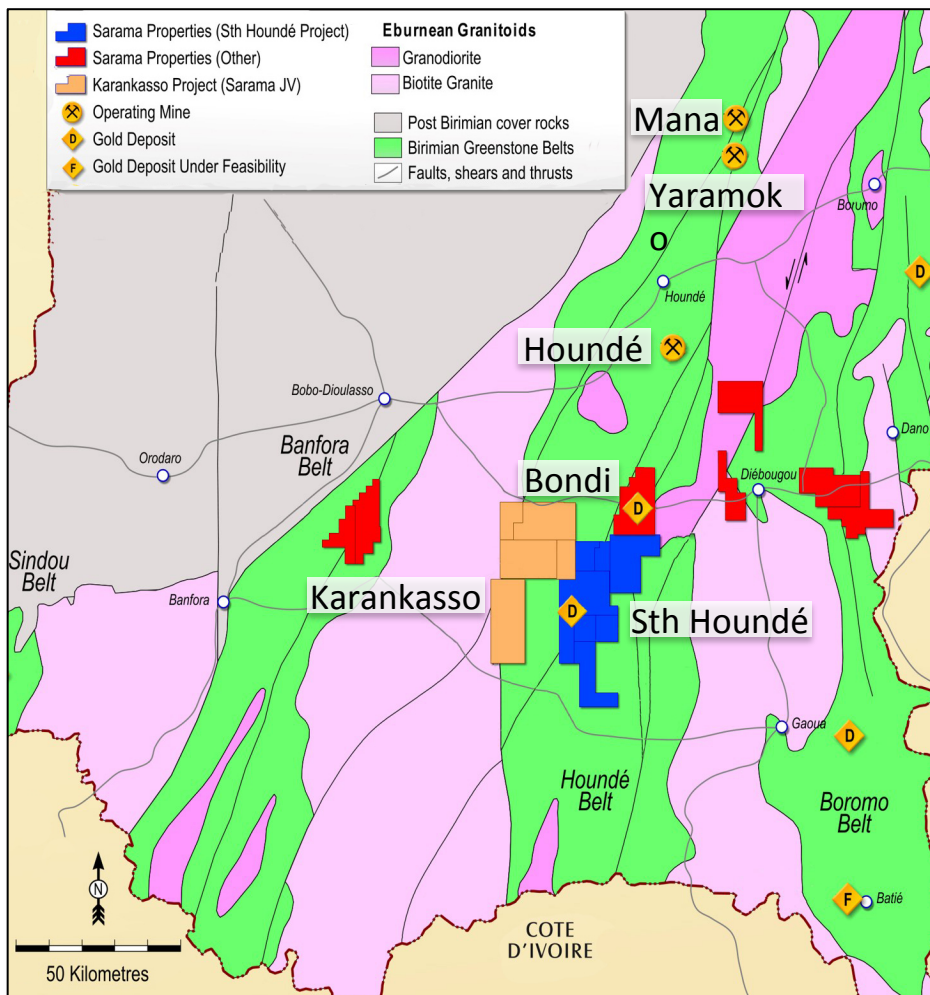 Sarama Properties (Sth Houndé Project)
Sarama Properties (Other)
Karankasso Project (Sarama JV)
Operating Mine
D
Gold Deposit
F
Gold Deposit Under Feasibility
Eburnean Granitoids
Granodiorite
Biotite Granite
Post Birimian cover rocks
Birimian Greenstone Belts
Faults, shears and thrusts
Mana
Yaramok
o
Borumo
D
Houndé
Houndé
Bobo-Dioulasso
Orodaro
Banfora
Belt
Dano
Bondi
D
Diébougou
Sindou
Belt
Banfora
Karankasso
D
Sth Houndé
Gaoua
D
Houndé
Belt
Boromo
Belt
F
Batié
N
50 Kilometres
COTE
D'IVOIRE